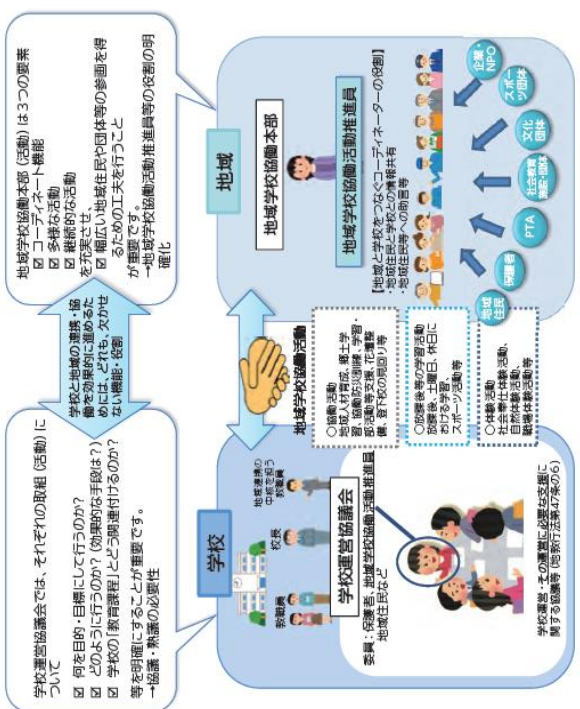 学校運営協議会では、それぞれの取組（活動）に
ついて
☑ 何を目的・目標にして行うのか？
☑ どのように行うのか？（効果的な手段は？）
☑ 学校の「教育課程」とどう関連付けるのか？
等を明確にすることが重要です。
→協議・熟議の必要性
学校と地域の連携・協
働を効果的に進めるた
めには、どれも、欠かせ
ない機能・役割
地域学校協働本部（活動）は３つの要素
☑ コーディネート機能
☑ 多様な活動
☑ 継続的な活動
を充実させ、
☑ 幅広い地域住民や団体等の参画を得
るための工夫を行うこと
が重要です。
→地域学校協働活動推進員等の役割の明
確化
学校
教職員
校長
地域連携の
中核を担う
教職員
学校運営協議会
委員：保護者、地域学校協働活動推進員
地域住民など
学校運営・その運営に必要な支援に
関する協議等（地教行法第47条の６）
地域学校協働活動
○協働活動
地域人材育成、郷土学
習、協働防災訓練、学習・
部活動等支援、花壇整
備、登下校の見回り等
○放課後等の学習活動
放課後、土曜日、休日に
おける学習、
スポーツ活動等
○体験活動
社会奉仕体験活動、
自然体験活動、
職場体験活動等
地域
地域学校協働本部
地域学校協働活動推進員
【地域と学校をつなぐコーディネーターの役割】
・地域住民と学校との情報共有
・地域住民等への助言等
地域
住民
保護者
PTA
社会教育
施設・団体
文化
団体
スポー
ツ団体
企業・
NPO